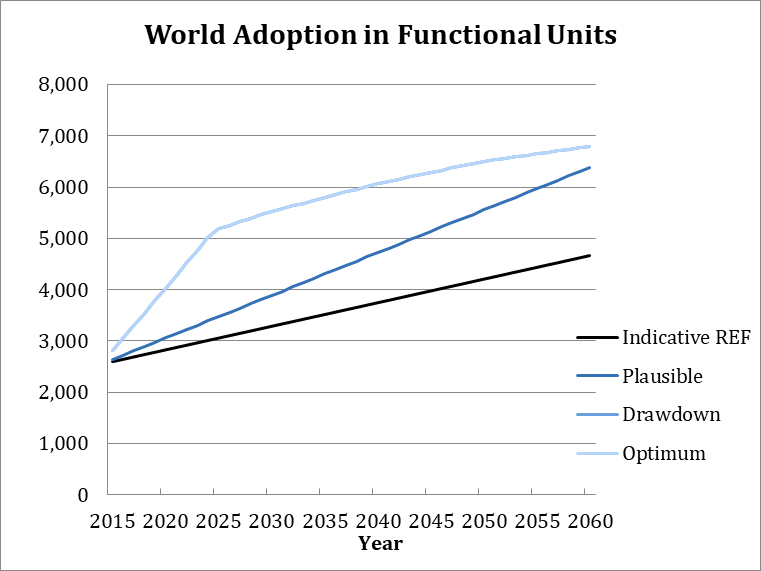 World Adoption in Functional Units
8,000
7,000
6,000
5,000
4,000
3,000
2,000
1,000
0
Indicative REF
Plausible
Drawdown
Optimum
2015 2020 2025 2030 2035 2040 2045 2050 2055 2060
Year